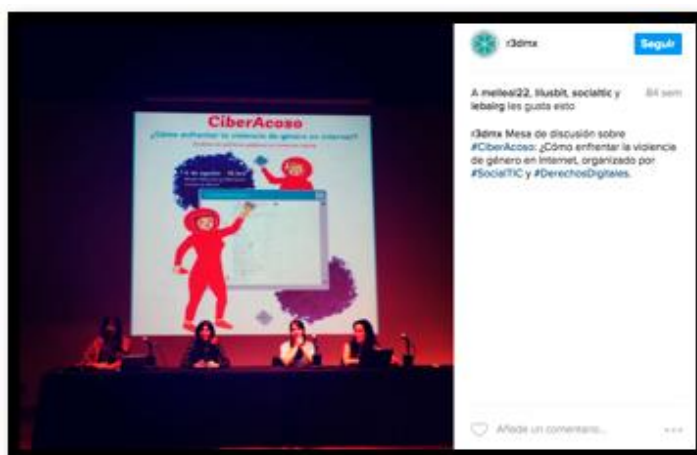 CiberAcoso
¿Cómo enfrentar la violencia de género en internet?
r3dmx
Seguir
A melleal22, lilusbit, socialtic y
lebairg les gusta esto
84 sem
r3dmx Mesa de discusión sobre
#CiberAcoso: ¿Cómo enfrentar la violencia
de género en Internet, organizado por
#SocialTIC y #DerechosDigitales.
Añade un comentario...